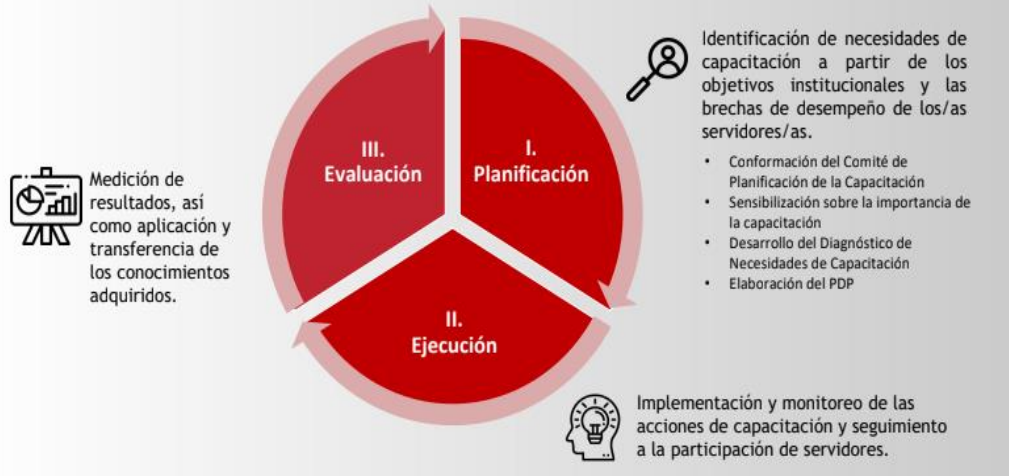 I.
Planificación
Identificación de necesidades de
capacitación a partir de los
objetivos institucionales y las
brechas de desempeño de los/as
servidores/as.
• Conformación del Comité de
Planificación de la Capacitación
• Sensibilización sobre la importancia de
la capacitación
• Desarrollo del Diagnóstico de
Necesidades de Capacitación
• Elaboración del PDP
II.
Ejecución
Implementación y monitoreo de las
acciones de capacitación y seguimiento
a la participación de servidores.
III.
Evaluación
Medición de
resultados, así
como aplicación y
transferencia de
los conocimientos
adquiridos.